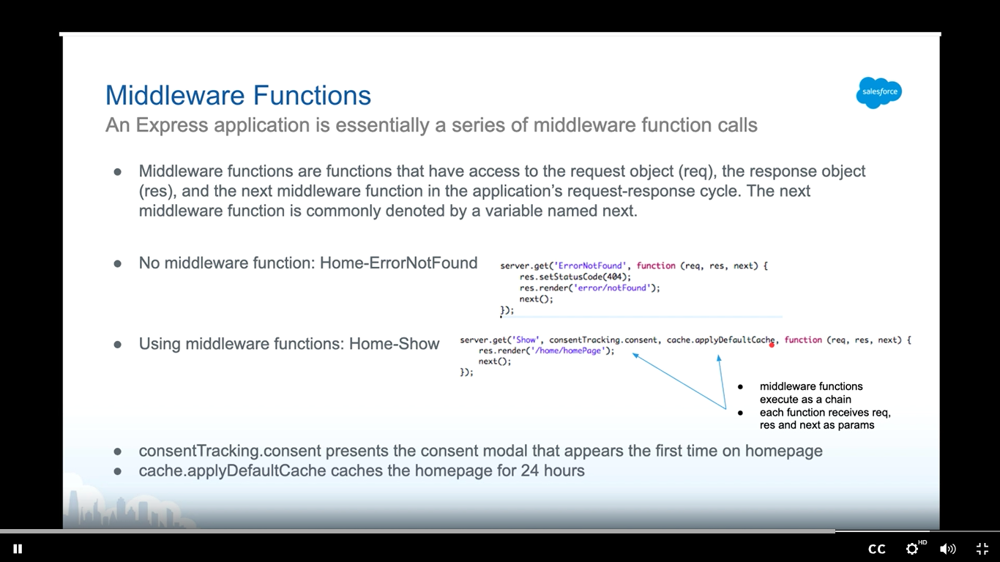 Middleware Functions
salesforce
An Express application is essentially a series of middleware function calls
● Middleware functions are functions that have access to the request object (req), the response object
(res), and the next middleware function in the application's request-response cycle. The next
middleware function is commonly denoted by a variable named next.
● No middleware function: Home-ErrorNotFound
server.get('ErrorNotFound', function (req, res, next) {
res.setStatusCode(404);
res.render('error/notFound');
next();
});
● Using middleware functions: Home-Show
server.get('Show', consentTracking.consent, cache.applyDefaultCache, function (req, res, next) {
res.render('/home/homePage');
next();
});
● middleware functions
execute as a chain
● each function receives req,
res and next as params
● consentTracking.consent presents the consent modal that appears the first time on homepage
● cache.applyDefaultCache caches the homepage for 24 hours
CC
HD